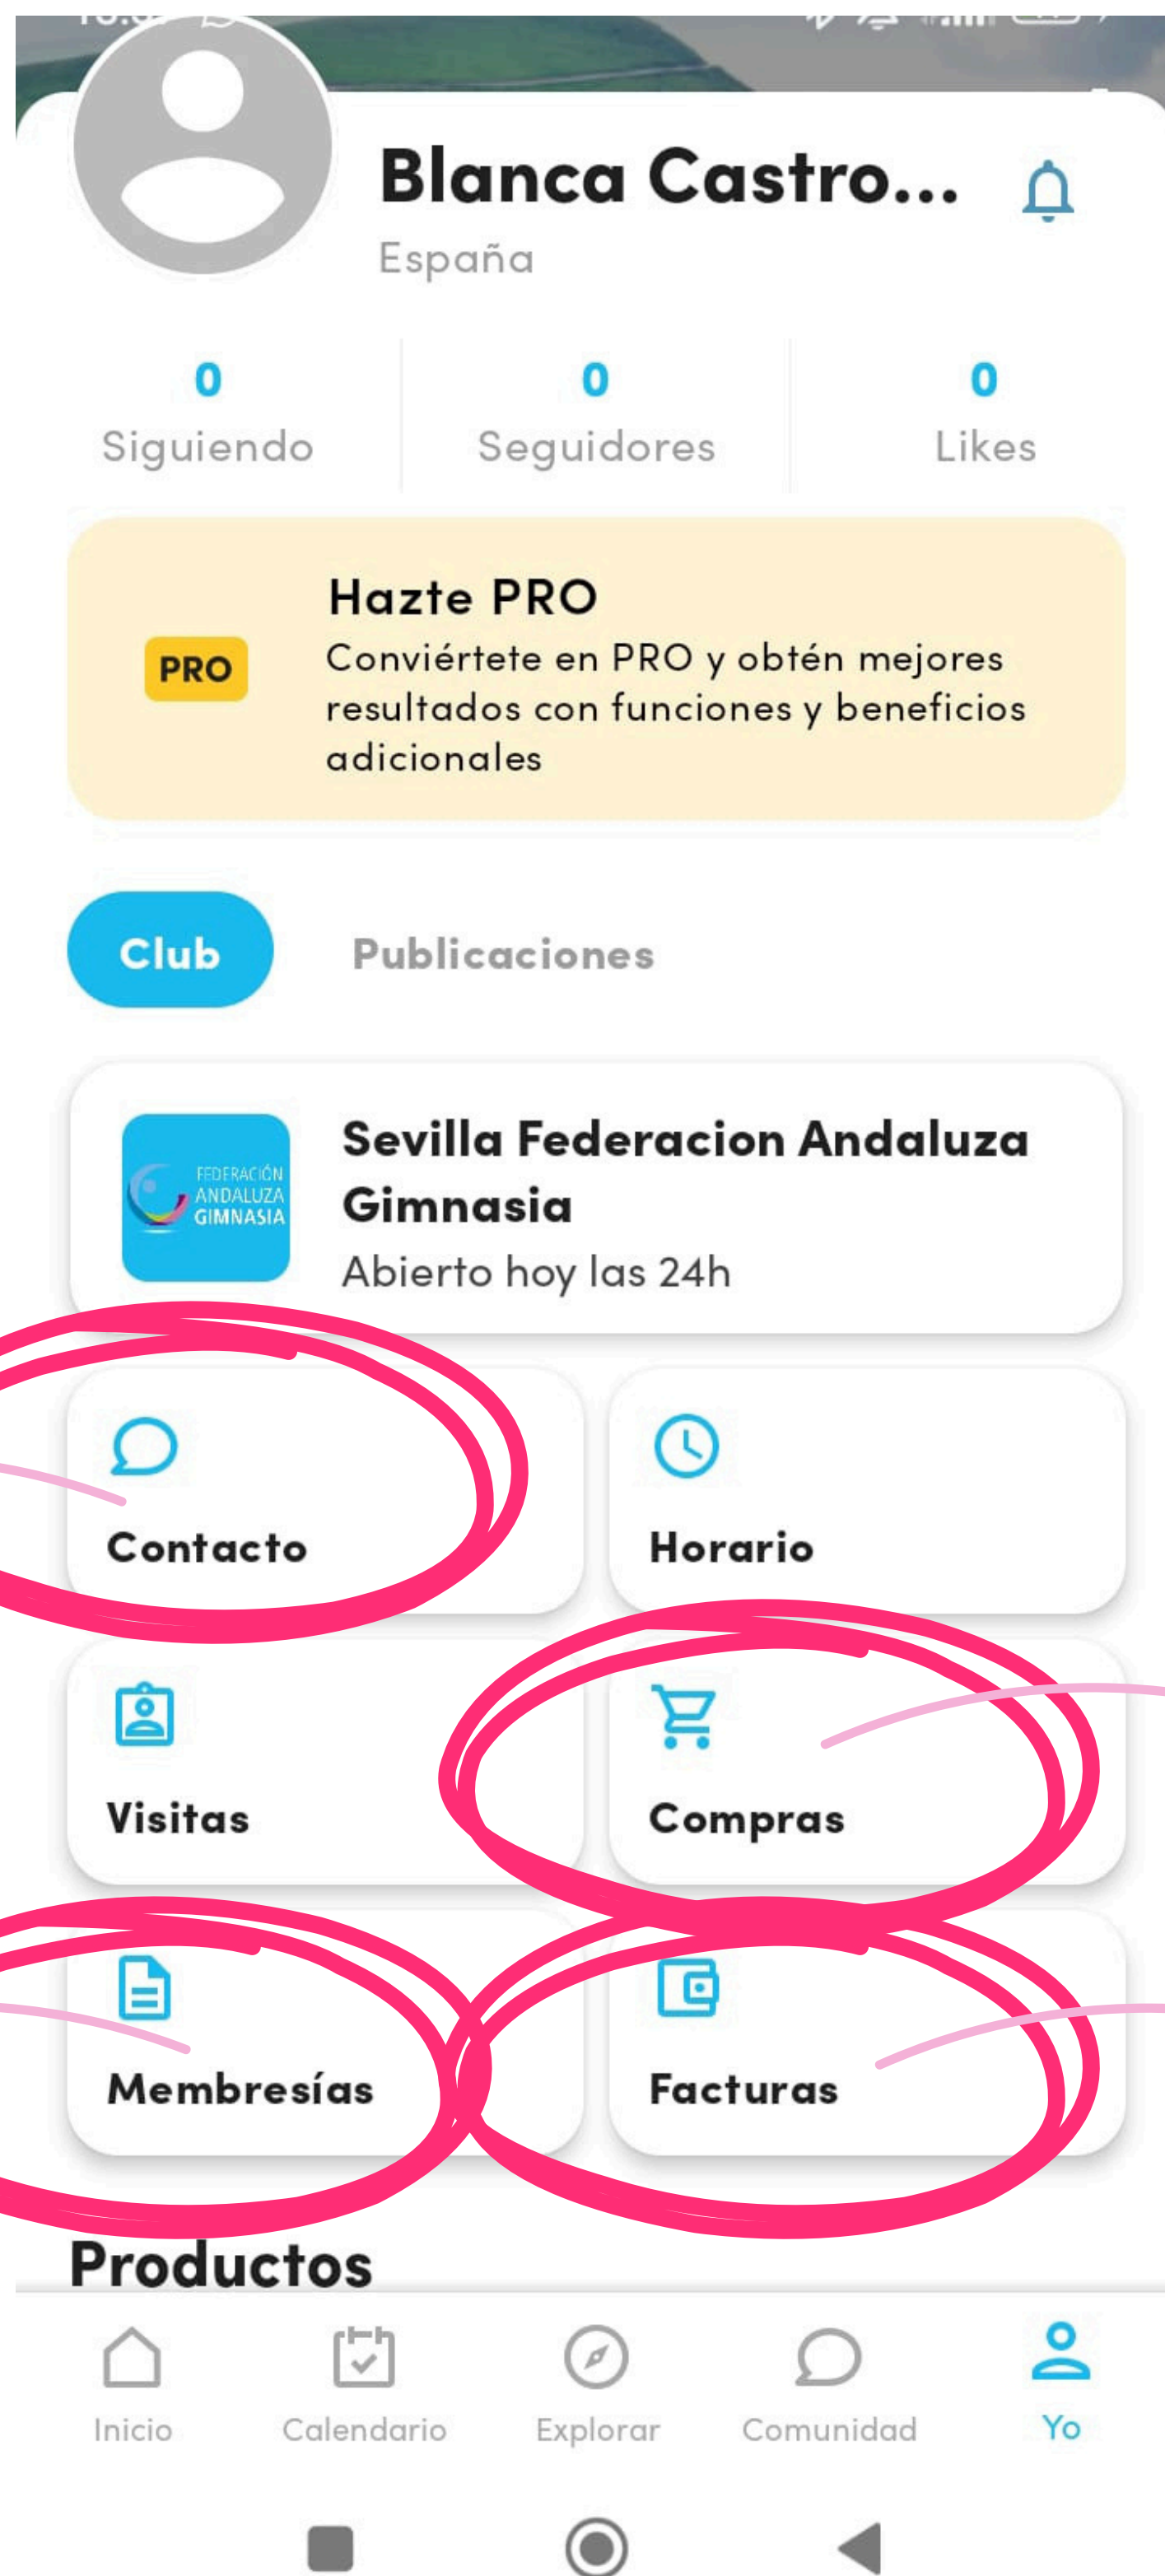 Blanca Castro...
España
0
Siguiendo
0
Seguidores
0
Likes
PRO
Hazte PRO
Conviértete en PRO y obtén mejores
resultados con funciones y beneficios
adicionales
Club
Publicaciones
FEDERACIÓN
ANDALUZA
GIMNASIA
Sevilla Federacion Andaluza
Gimnasia
Abierto hoy las 24h
Contacto
Horario
Visitas
Compras
Membresías
Facturas
Productos
Inicio
Calendario
Explorar
Comunidad
Yo